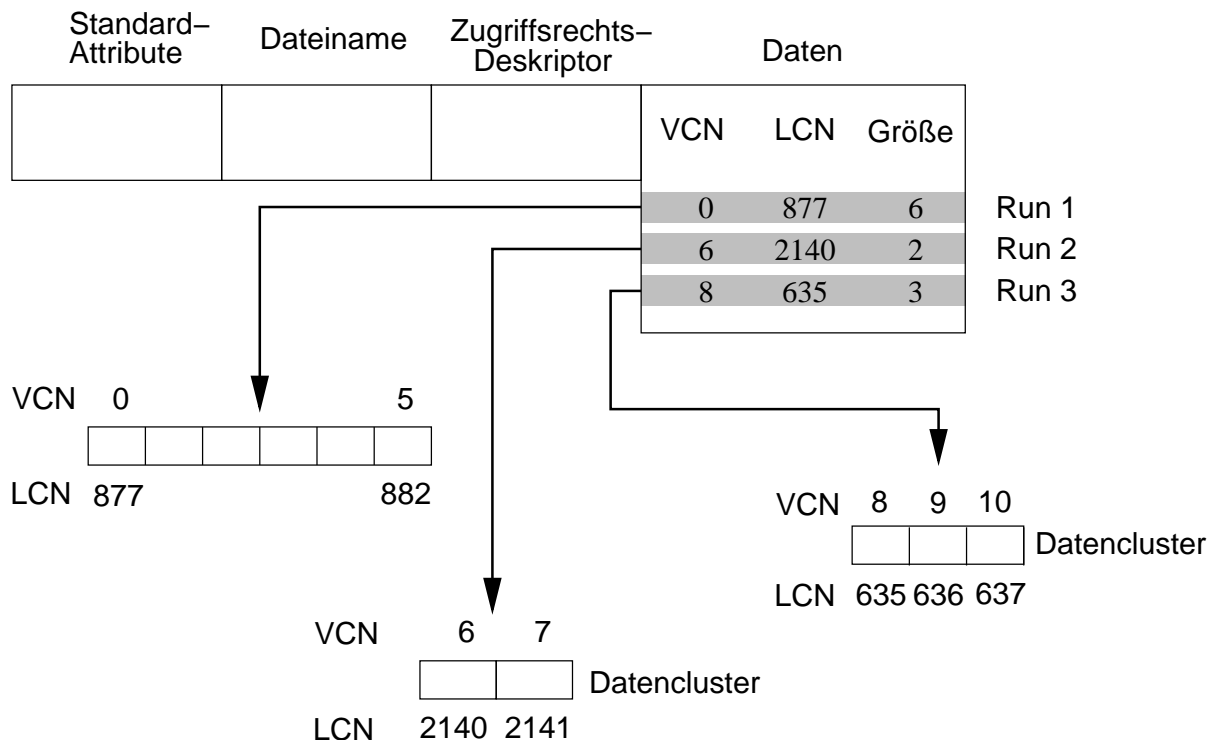 Standard–
Attribute
Dateiname
Zugriffsrechts–
Deskriptor
Daten
VCN LCN Größe
0 877 6 Run 1
6 2140 2 Run 2
8 635 3 Run 3
VCN 0 5
LCN 877 882
VCN 8 9 10
Datencluster
LCN 635 636 637
VCN 6 7
Datencluster
LCN 2140 2141